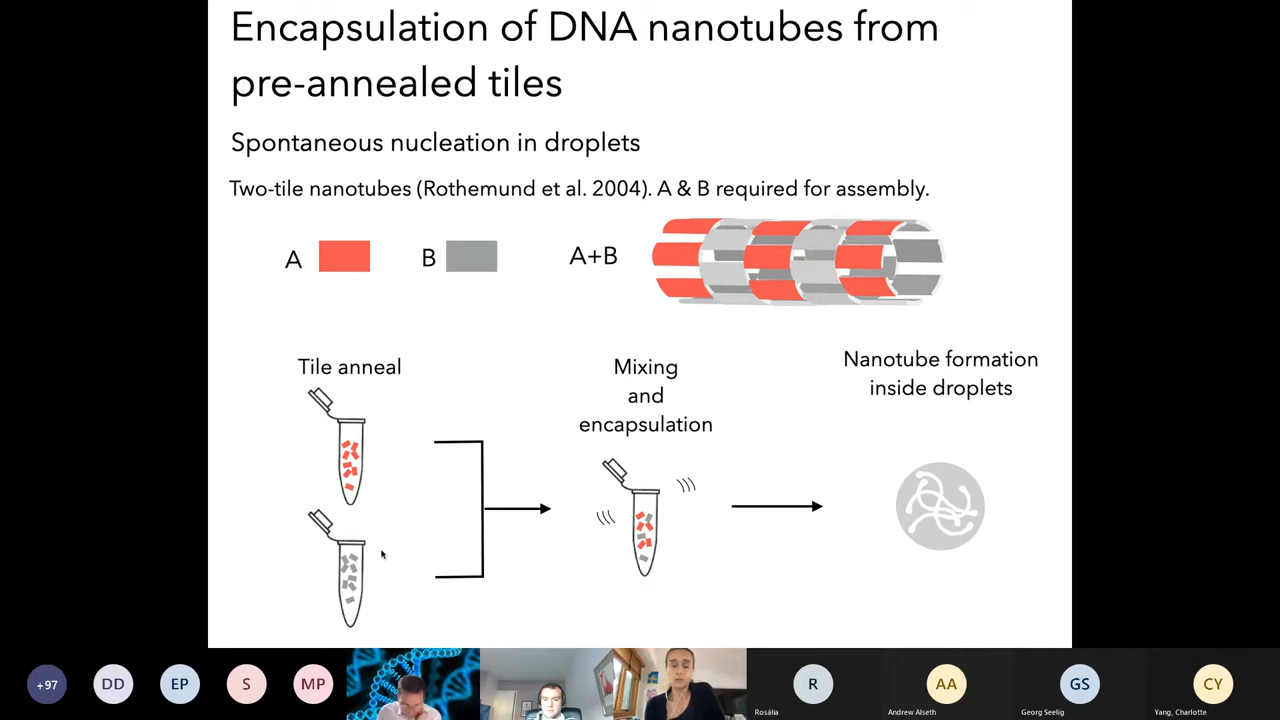 Encapsulation of DNA nanotubes from
pre-annealed tiles
Spontaneous nucleation in droplets
Two-tile nanotubes (Rothemund et al. 2004). A & B required for assembly.
A
B
A+B
Tile anneal
Mixing
and
encapsulation
Nanotube formation
inside droplets
+97
DD
EP
S
MP
R
AA
GS
CY
Rosália
Andrew Alseth
Georg Seelig
Yang, Charlotte